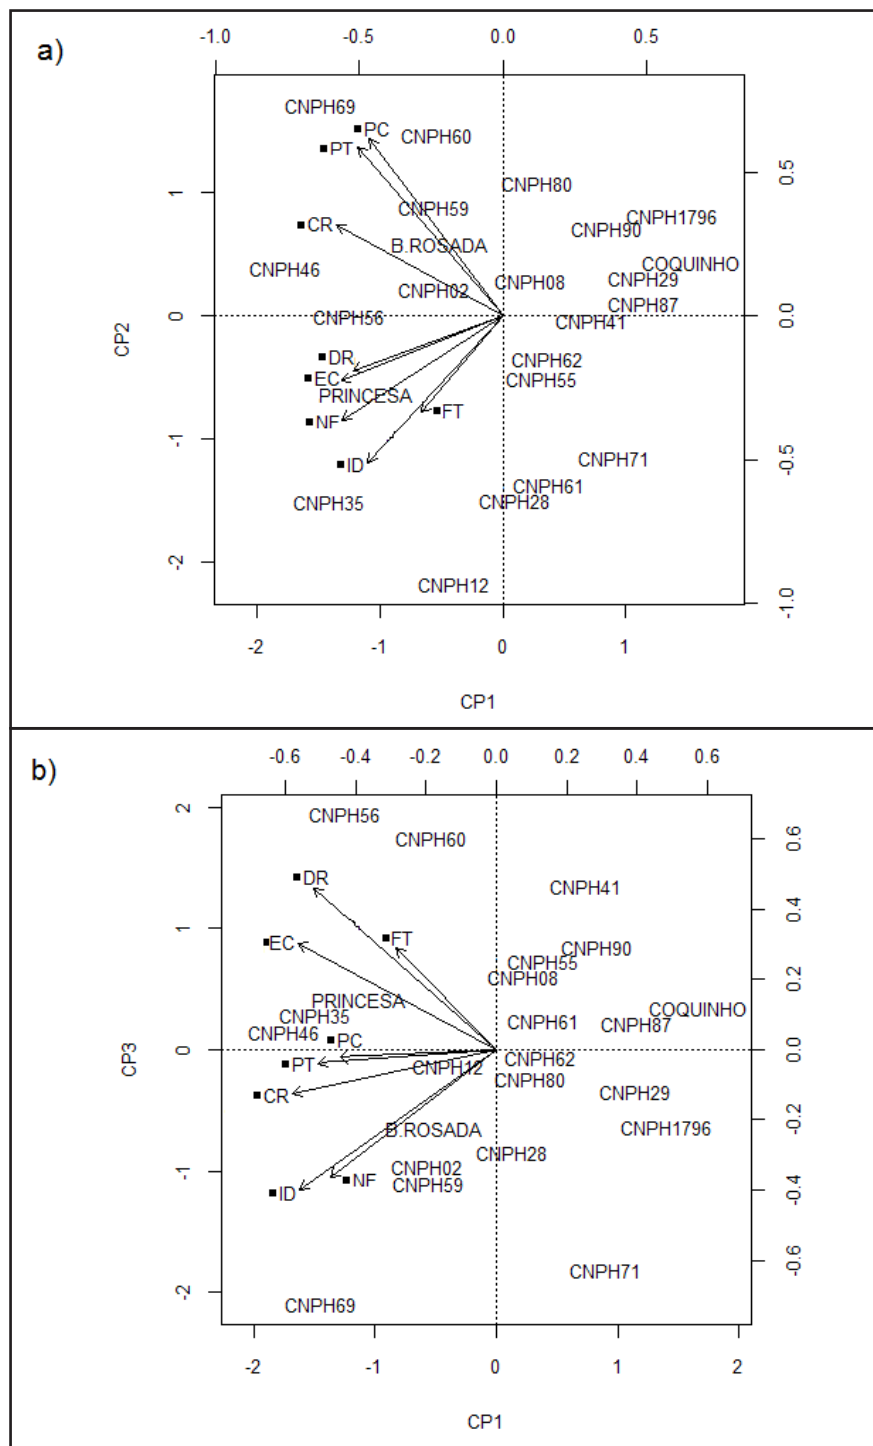 a)
-1.0 -0.5 0.0 0.5
CNPH69
PC
CNPH60
PT
CNPH80
0.5
1
CNPH59
CNPH1796
CR
CNPH90
B.ROSADA
COQUINHO
CNPH46
CNPH08
CNPH29
CNPH02
CNPH87
0
CNPH56
CNPH41
0.0
CP2
DR
CNPH62
EC
CNPH55
PRINCESA
NF
FT
-1
ID
CNPH71
-0.5
CNPH61
CNPH35
CNPH28
-2
CNPH12
-1.0
-2 -1 0 1
CP1
b)
-0.6 -0.4 -0.2 0.0 0.2 0.4 0.6
2
CNPH56
CNPH60
0.6
DR
CNPH41
0.4
FT
EC
CNPH90
1
CNPH55
CNPH08
0.2
PRINCESA
COQUINHO
CNPH35
CNPH61
CNPH87
CNPH46
PC
0
0.0
CP3
PT
CNPH12
CNPH62
CNPH80
CR
CNPH29
-0.2
B.ROSADA
CNPH1796
CNPH28
-1
CNPH02
NF
CNPH59
ID
-0.4
-0.6
CNPH71
-2
CNPH69
-2 -1 0 1 2
CP1